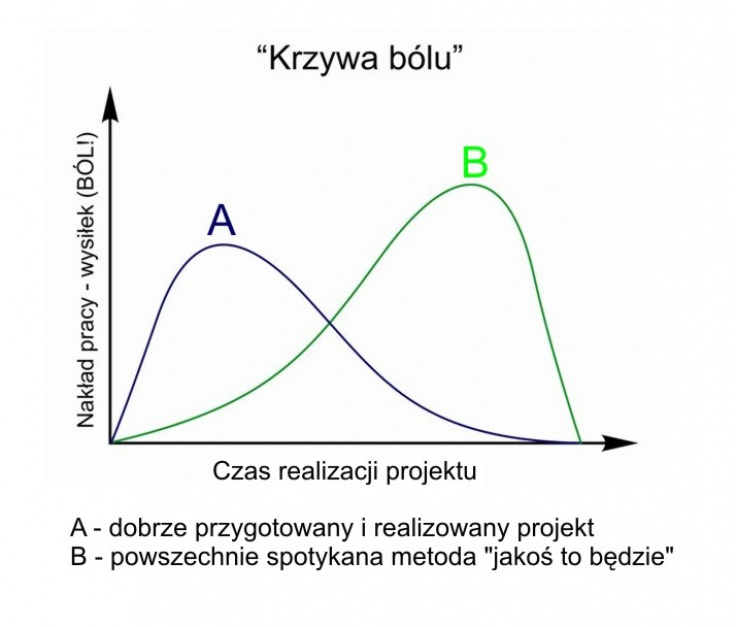 “Krzywa bólu”
Nakład pracy - wysiłek (BÓL!)
A
B
Czas realizacji projektu
A - dobrze przygotowany i realizowany projekt
B - powszechnie spotykana metoda "jakoś to będzie"